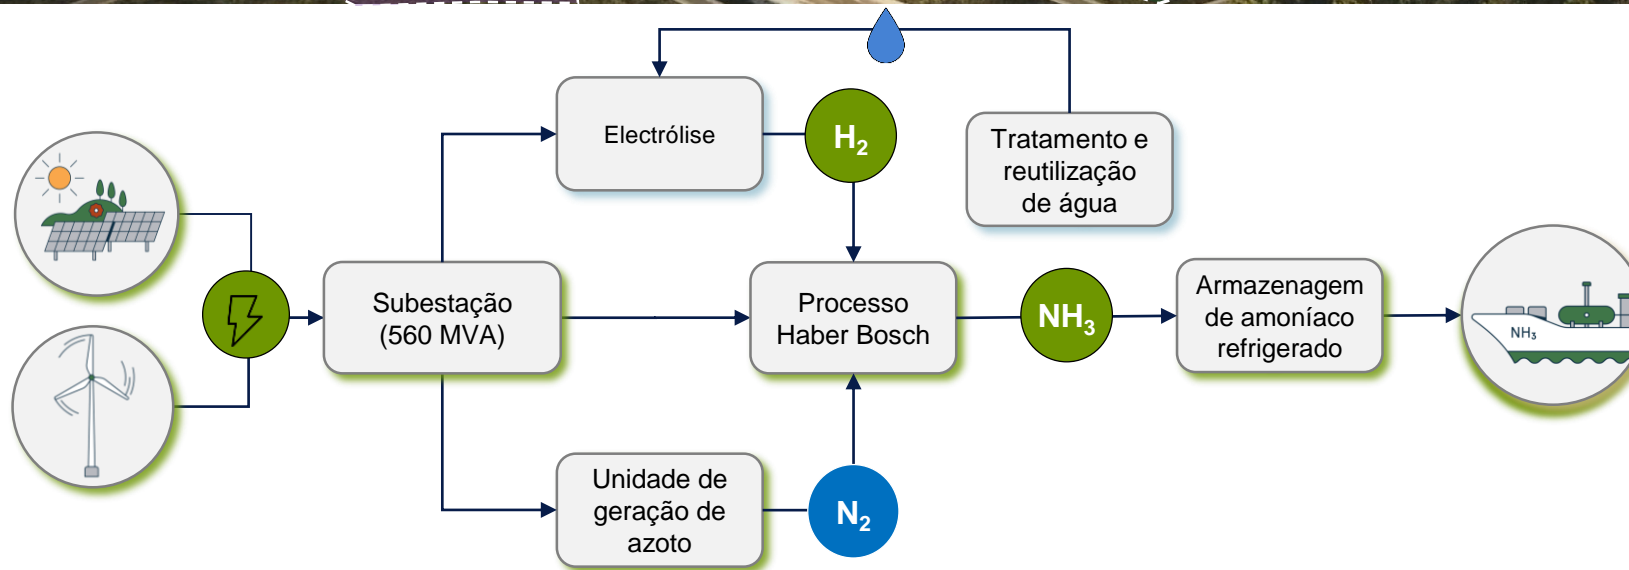 Electrólise
H₂
Tratamento e
reutilização
de água
Subestação
(560 MVA)
Processo
Haber Bosch
NH₃
Armazenagem
de amoníaco
refrigerado
NH₃
Unidade de
geração de
azoto
N₂